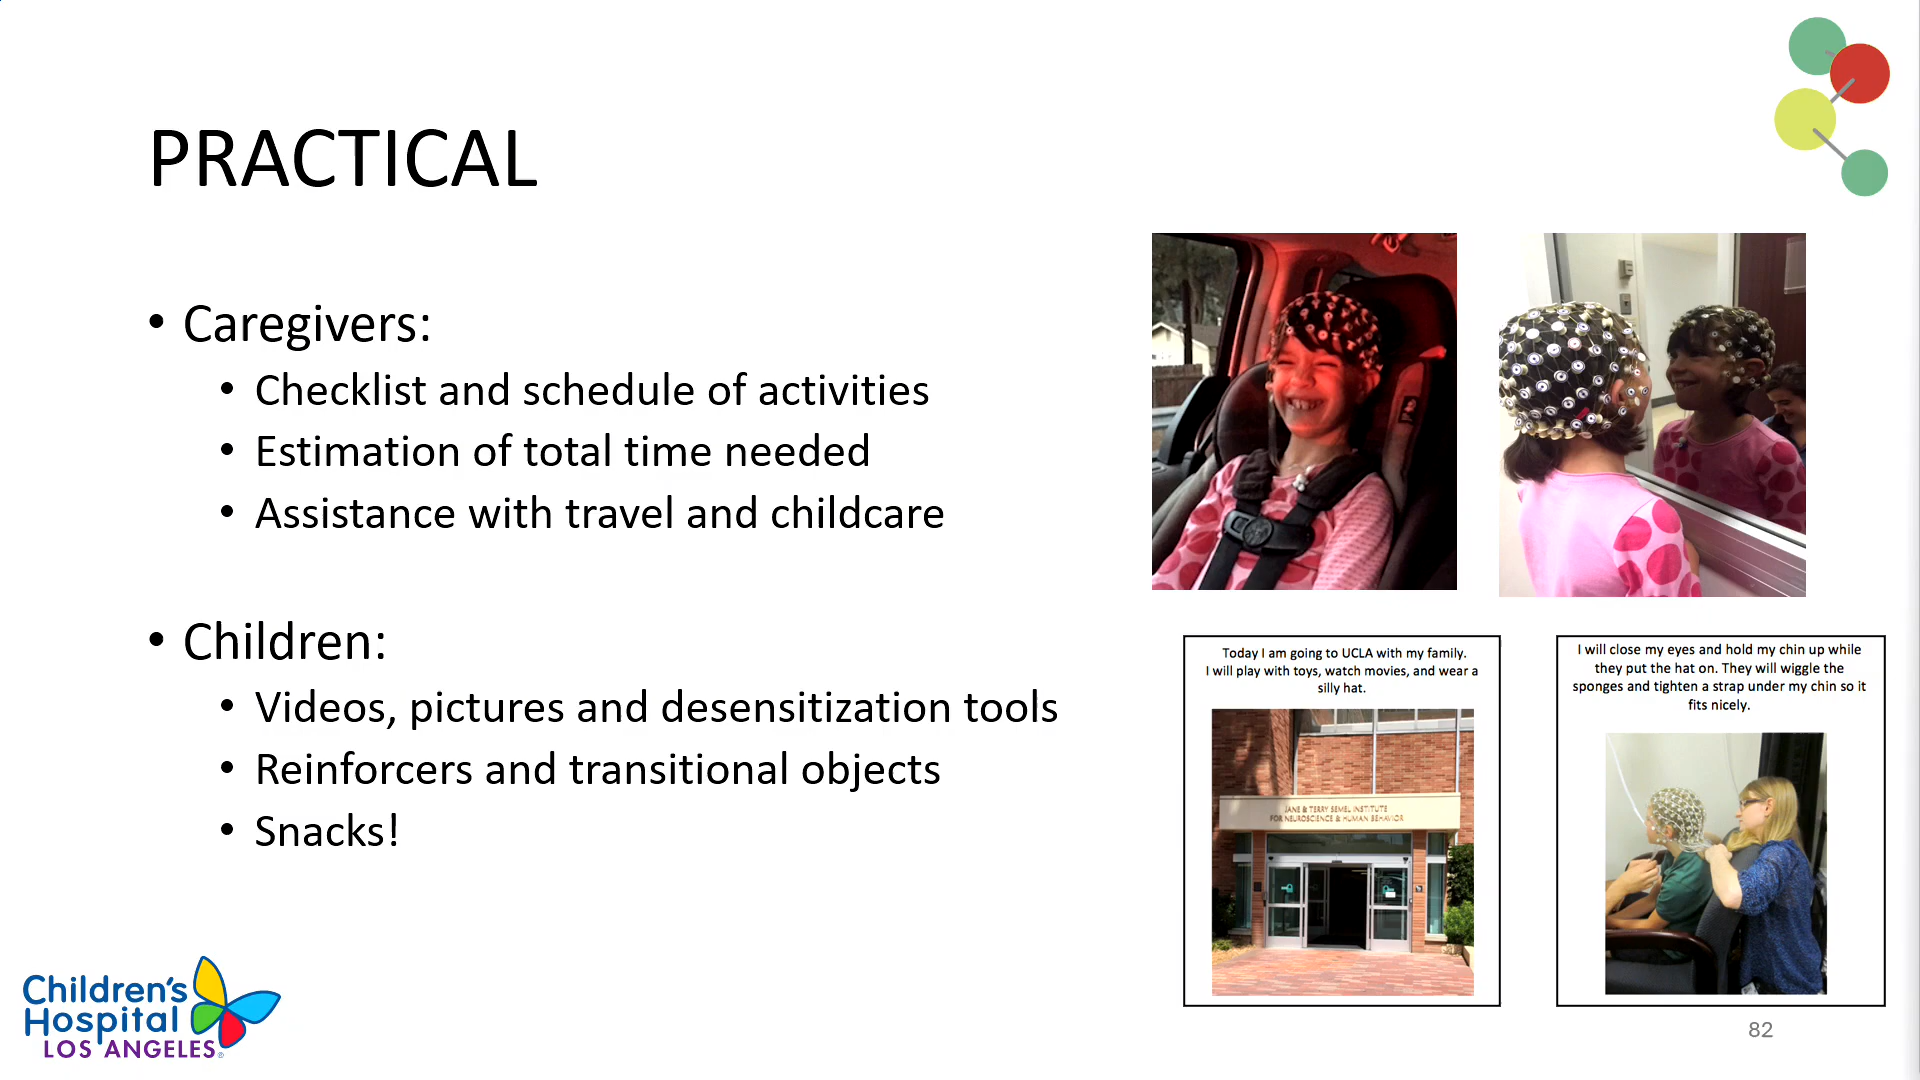 PRACTICAL
• Caregivers:
• Checklist and schedule of activities
• Estimation of total time needed
• Assistance with travel and childcare
• Children:
• Videos, pictures and desensitization tools
• Reinforcers and transitional objects
• Snacks!
Today I am going to UCLA with my family.
I will play with toys, watch movies, and wear a
silly hat.
JANE & TERRY SEMEL INSTITUTE
FOR NEUROSCIENCE & HUMAN BEHAVIOR
I will close my eyes and hold my chin up while
they put the hat on. They will wiggle the
sponges and tighten a strap under my chin so it
fits nicely.
Children's
Hospital
LOS ANGELES®
82